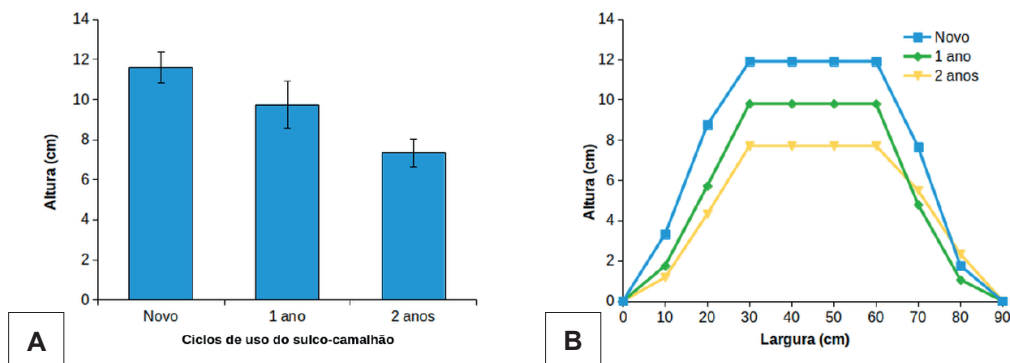 14
12
10
8
6
4
2
0
Altura (cm)
Novo
1 ano
2 anos
Ciclos de uso do sulco-camalhão
A
14
12
10
8
6
4
2
0
Altura (cm)
Novo
1 ano
2 anos
0 10 20 30 40 50 60 70 80 90
Largura (cm)
B